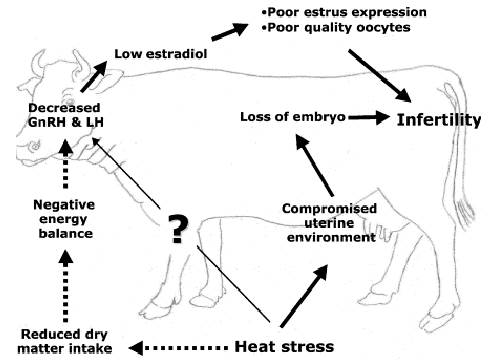 •Poor estrus expression
•Poor quality oocytes
Low estradiol
Decreased
GnRH & LH
Loss of embryo
Infertility
Negative
energy
balance
?
Compromised
uterine
environment
Reduced dry
matter intake
Heat stress